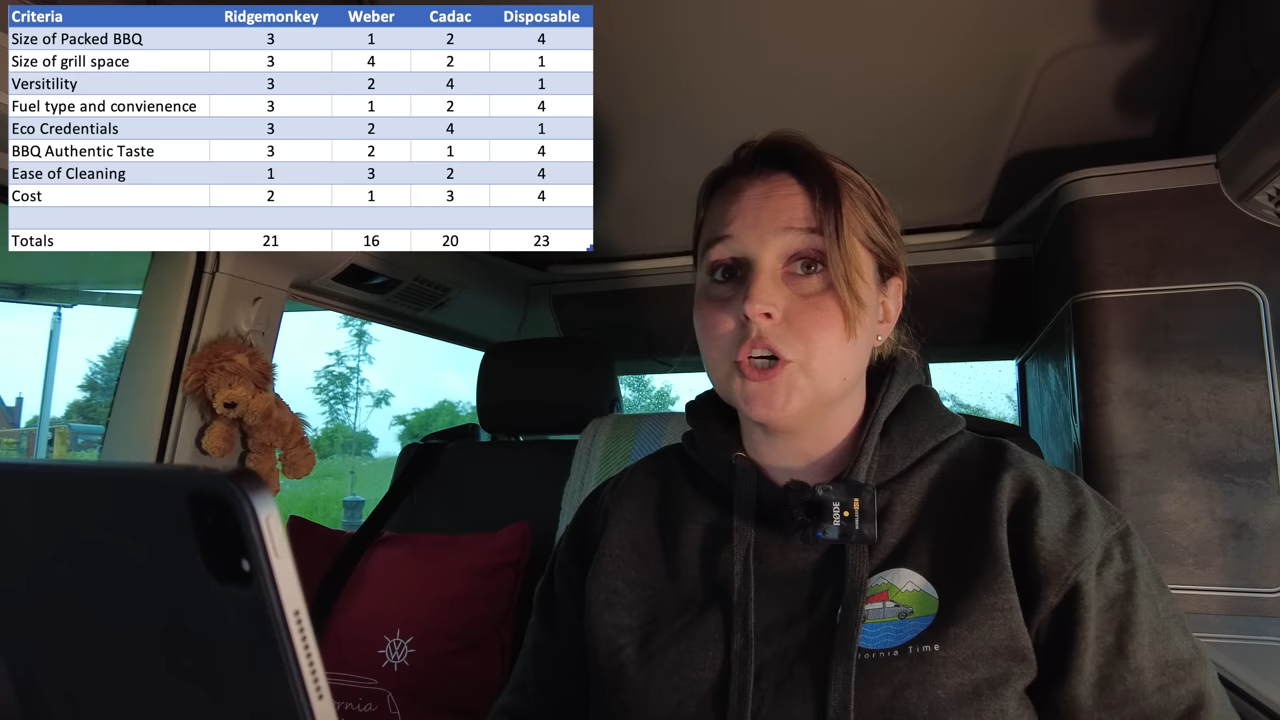 Criteria Ridgemonkey Weber Cadac Disposable
Size of Packed BBQ 3 1 2 4
Size of grill space 3 4 2 1
Versitility 3 2 4 1
Fuel type and convienence 3 1 2 4
Eco Credentials 3 2 4 1
BBQ Authentic Taste 3 2 1 4
Ease of Cleaning 1 3 2 4
Cost 2 1 3 4
Totals 21 16 20 23
RØDE
ornia Time
rnia